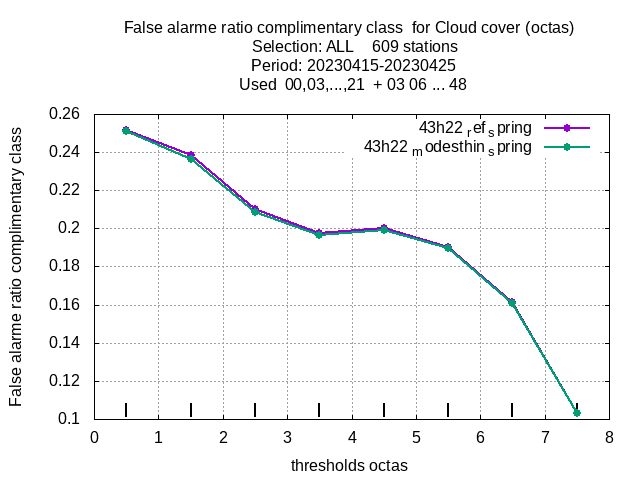 False alarme ratio complimentary class  for Cloud cover (octas)
Selection: ALL    609 stations
Period: 20230415-20230425
Used  00,03,...,21  + 03 06 ... 48
43h22 ref spring
43h22 modesthin spring
False alarme ratio complimentary class
0.26
0.24
0.22
0.2
0.18
0.16
0.14
0.12
0.1
0 1 2 3 4 5 6 7 8
thresholds octas